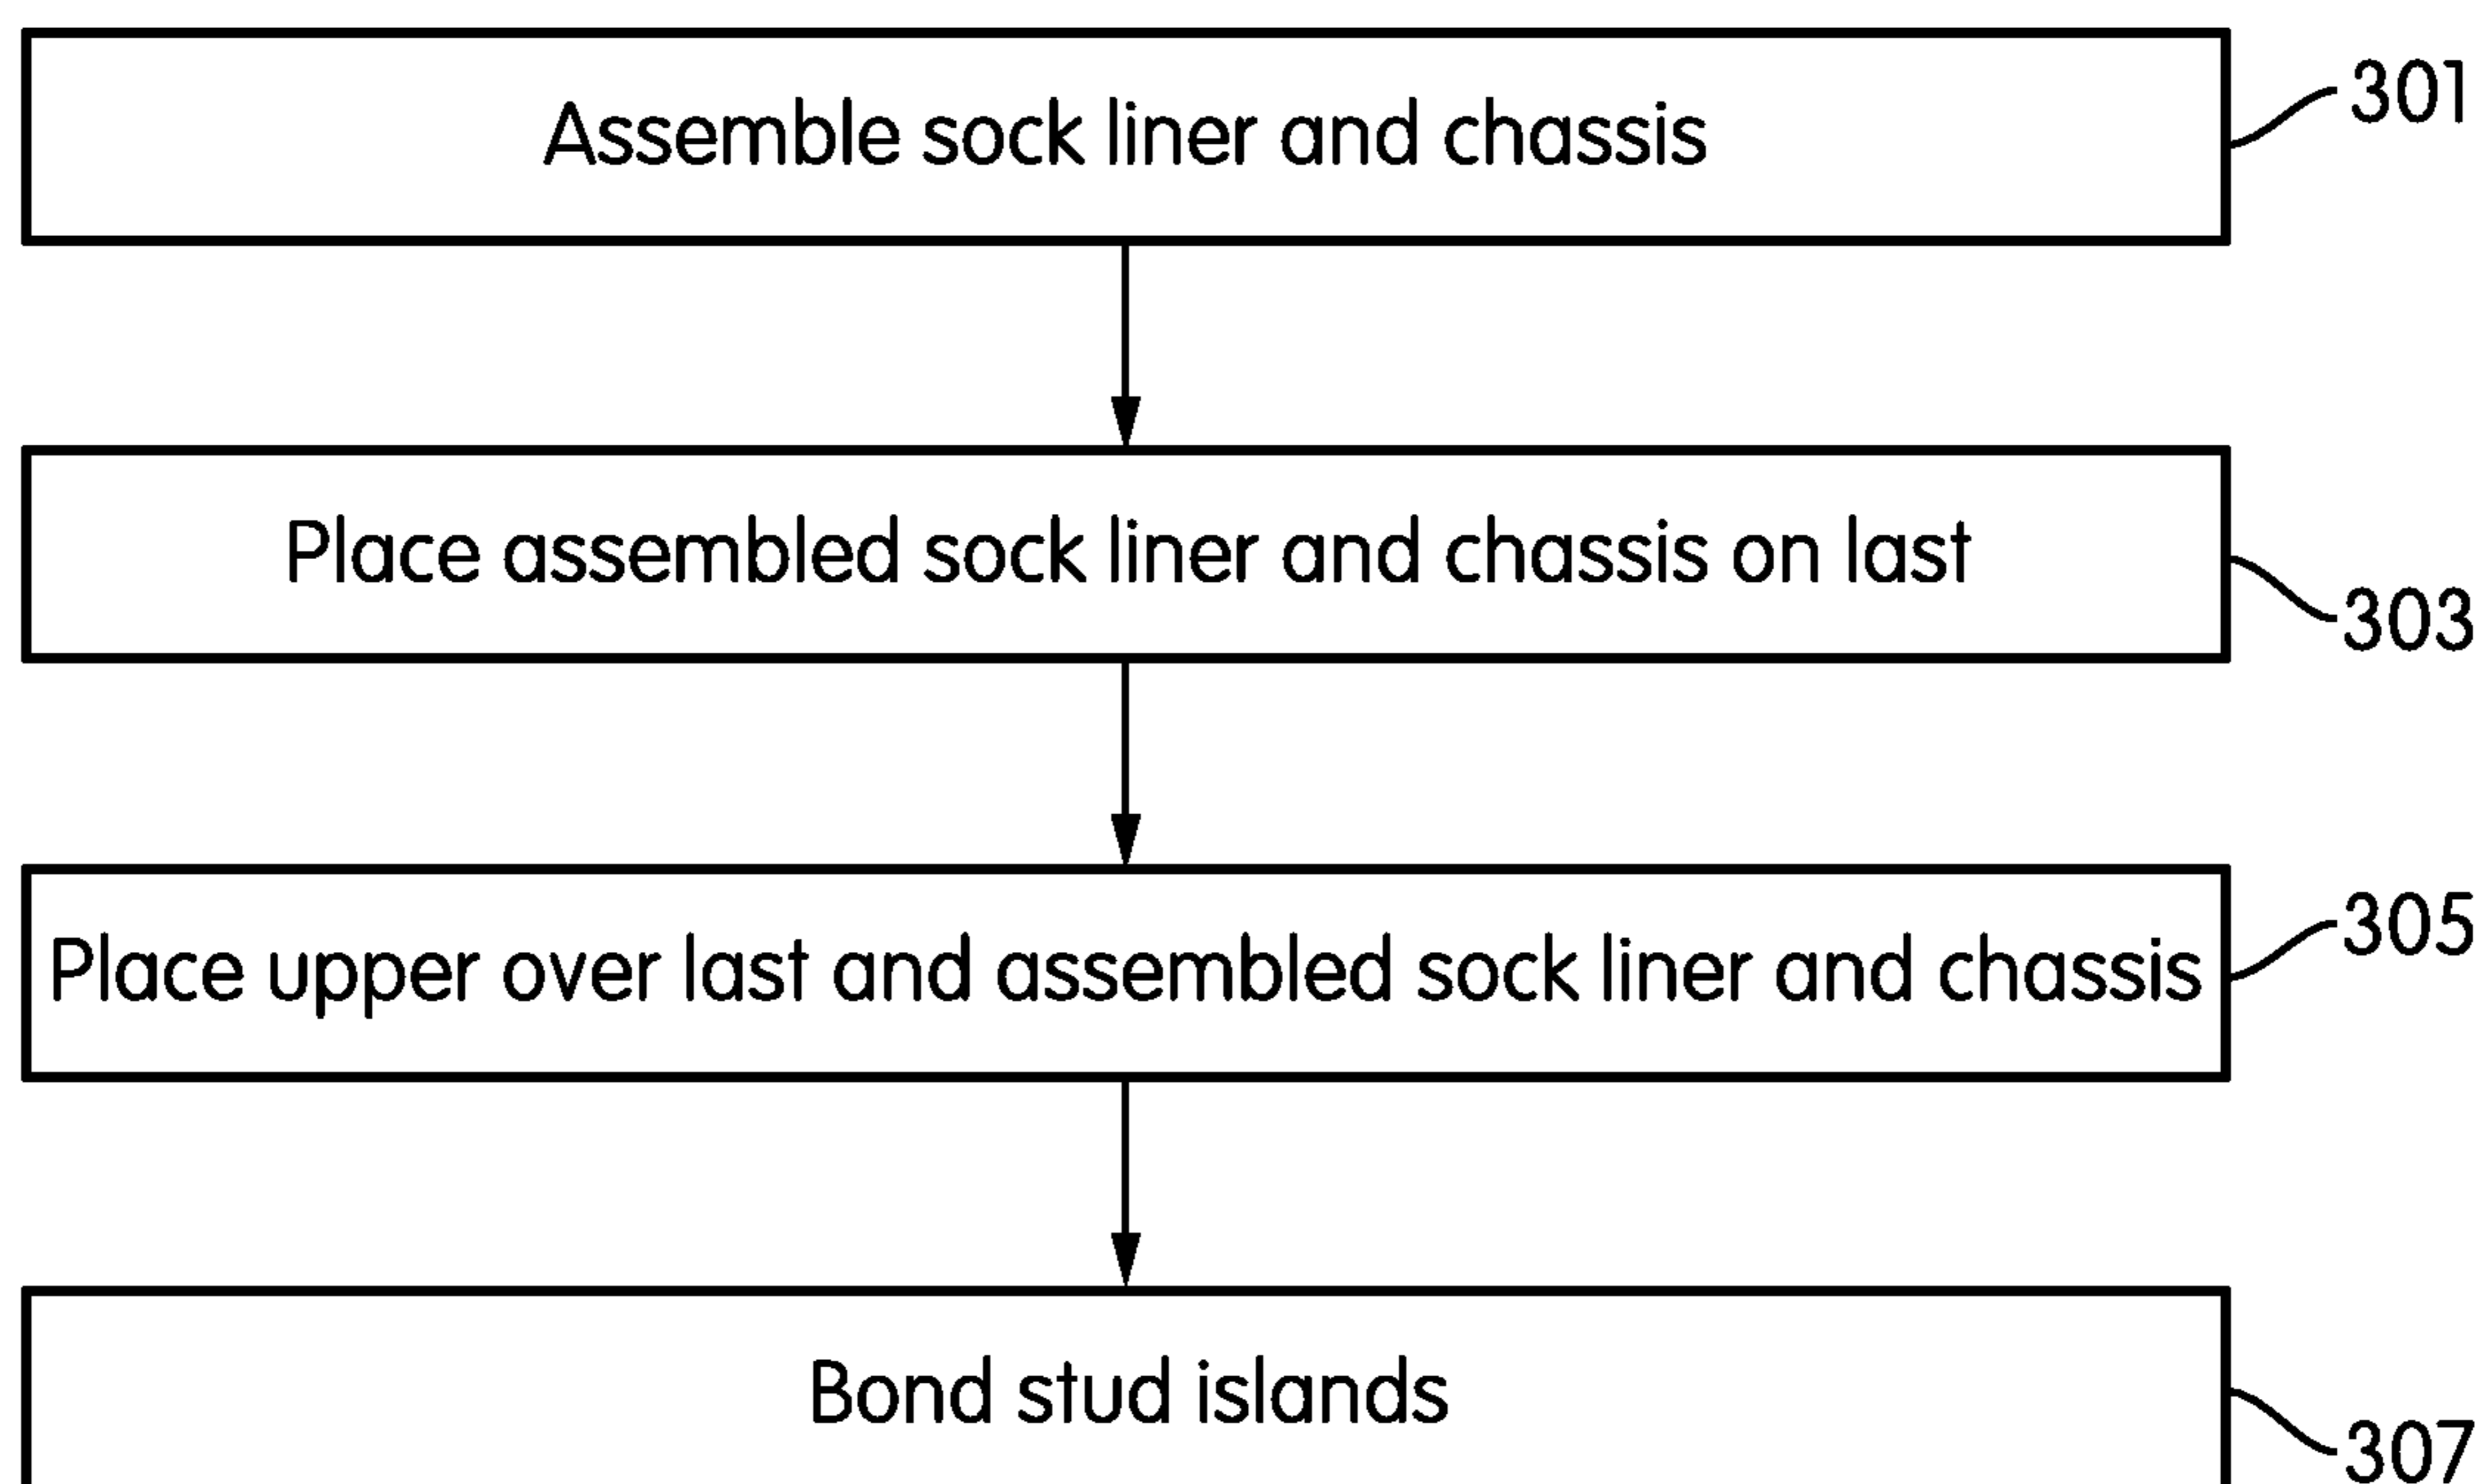 Assemble sock liner and chassis
301
Place assembled sock liner and chassis on last
303
Place upper over last and assembled sock liner and chassis
305
Bond stud islands
307